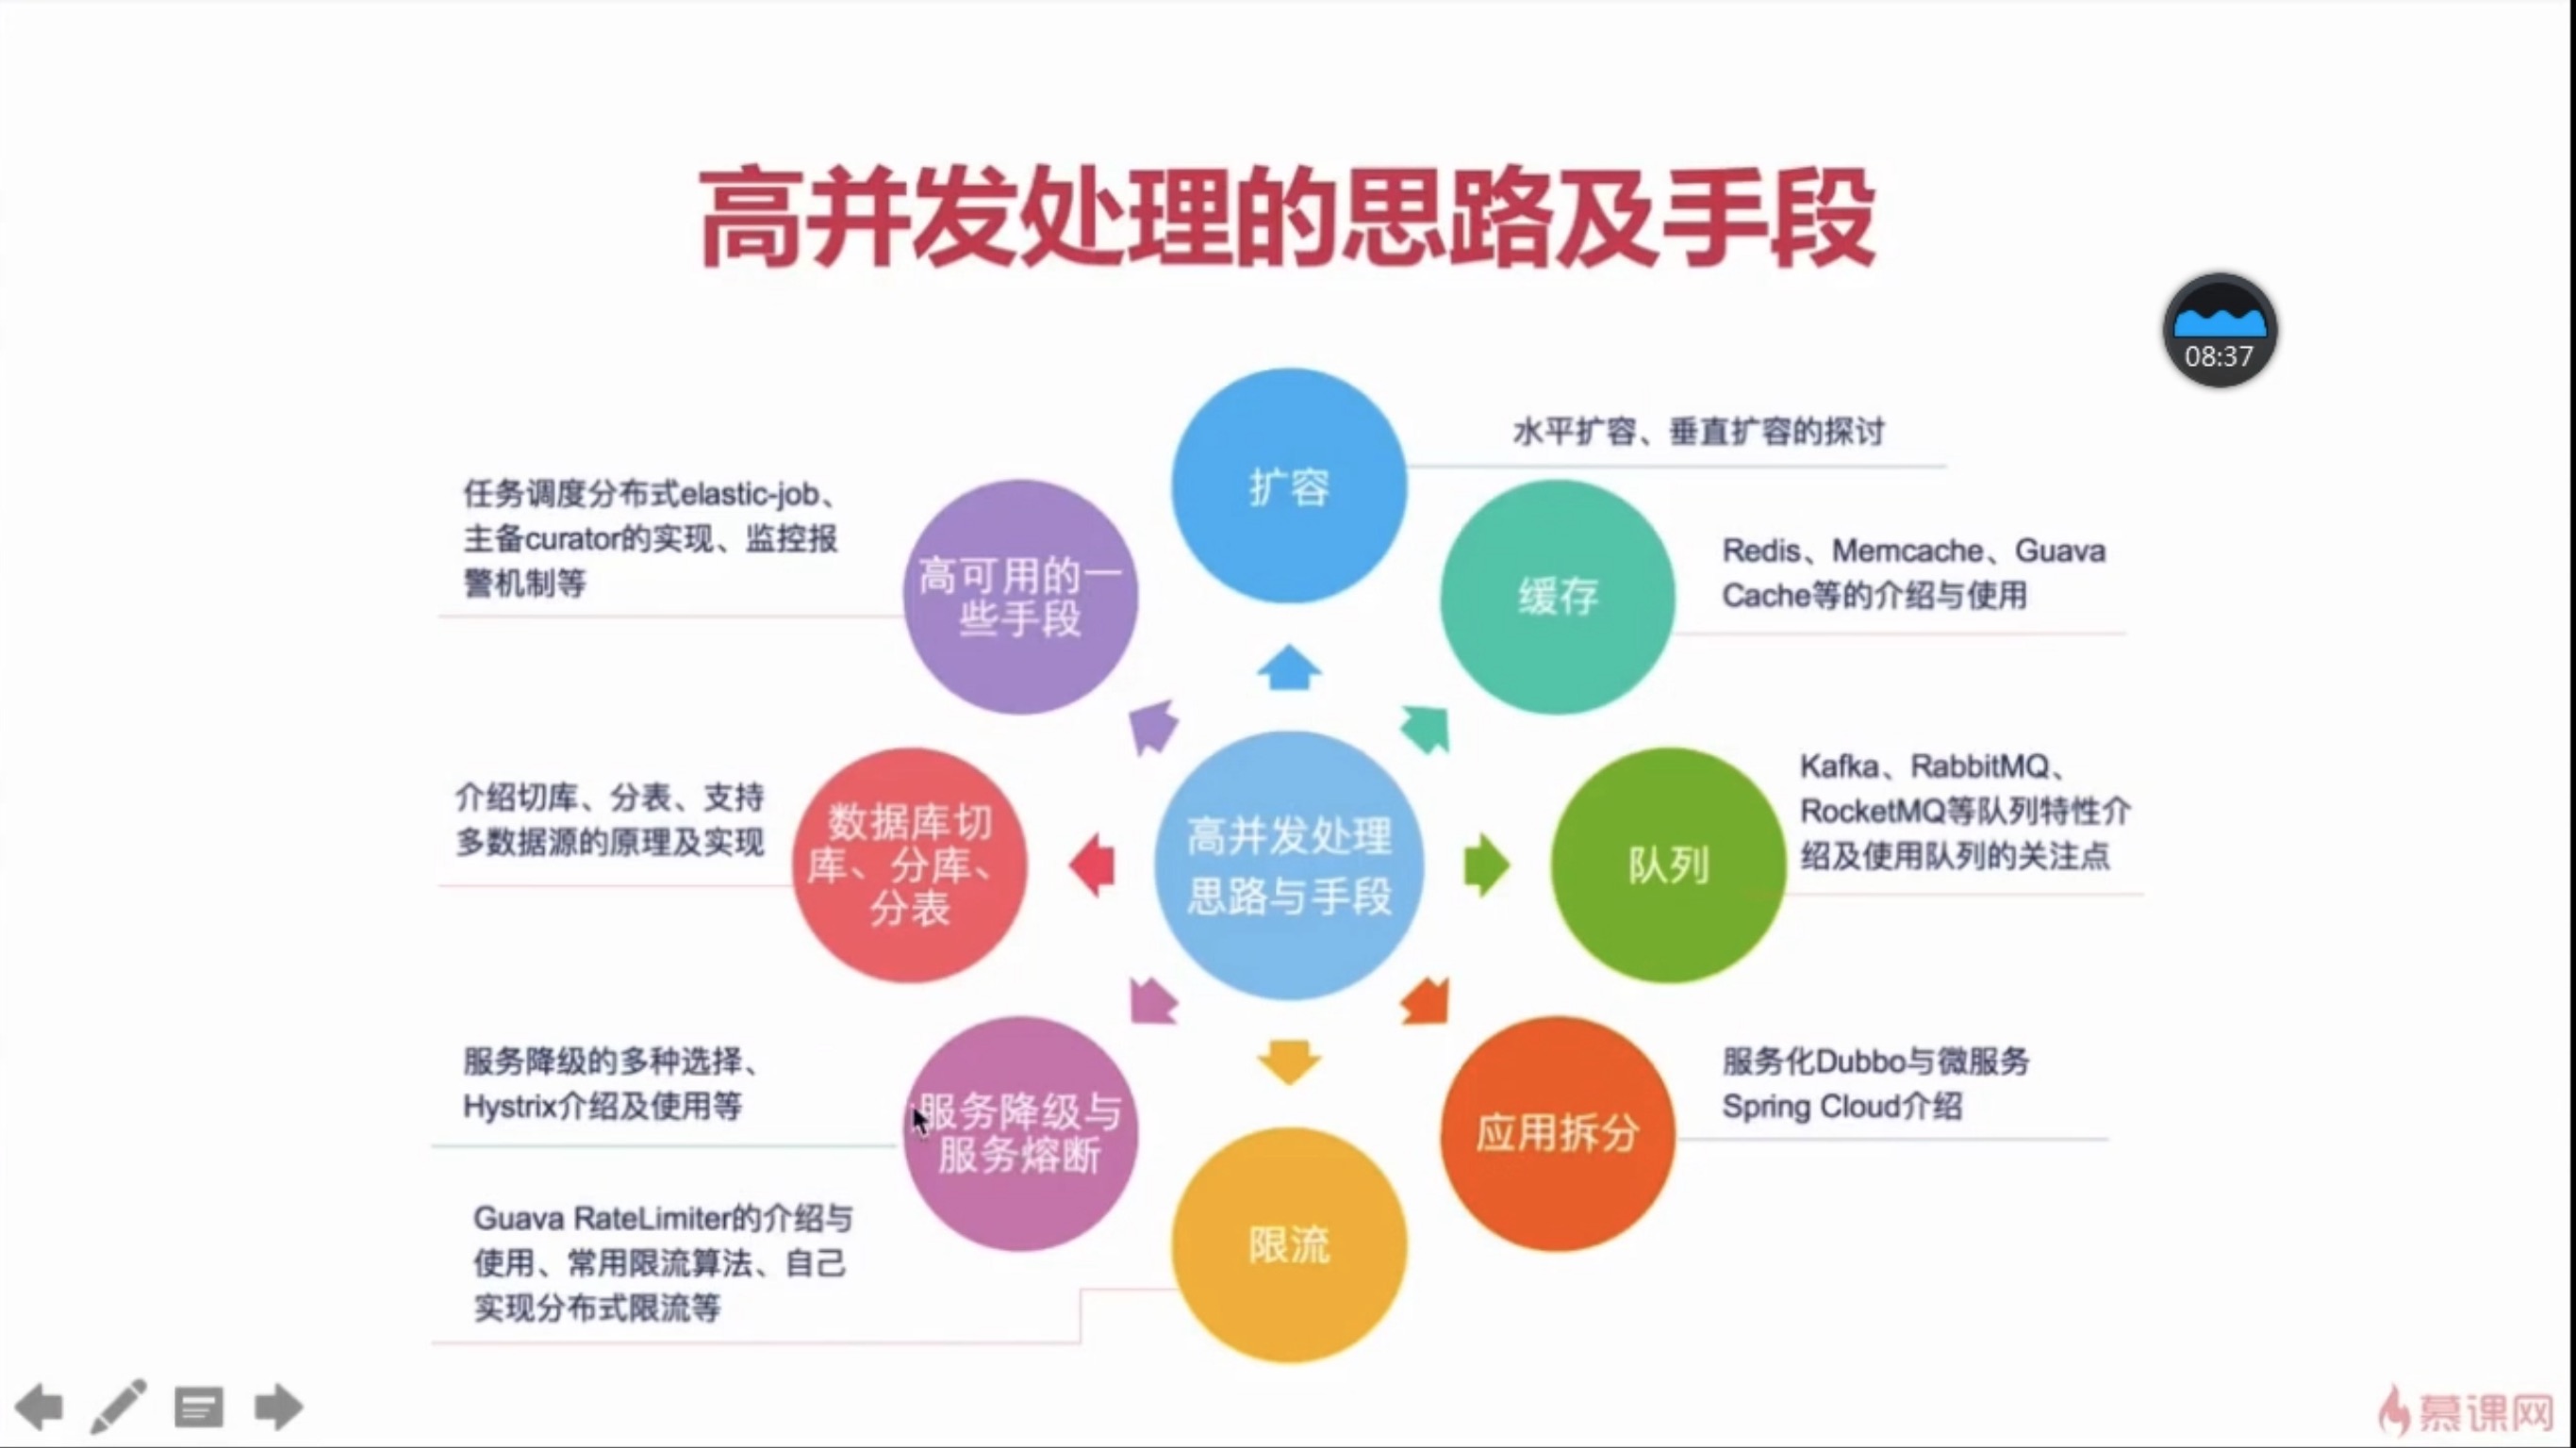 高并发处理的思路及手段
08:37
扩容
水平扩容、垂直扩容的探讨
缓存
Redis、Memcache、Guava
Cache等的介绍与使用
队列
Kafka、RabbitMQ、
RocketMQ等队列特性介
绍及使用队列的关注点
应用拆分
服务化Dubbo与微服务
Spring Cloud介绍
限流
Guava RateLimiter的介绍与
使用、常用限流算法、自己
实现分布式限流等
服务降级与
服务熔断
服务降级的多种选择、
Hystrix介绍及使用等
数据库切
库、分库、
分表
介绍切库、分表、支持
多数据源的原理及实现
高可用的一
些手段
任务调度分布式elastic-job、
主备curator的实现、监控报
警机制等
高并发处理
思路与手段
慕课网